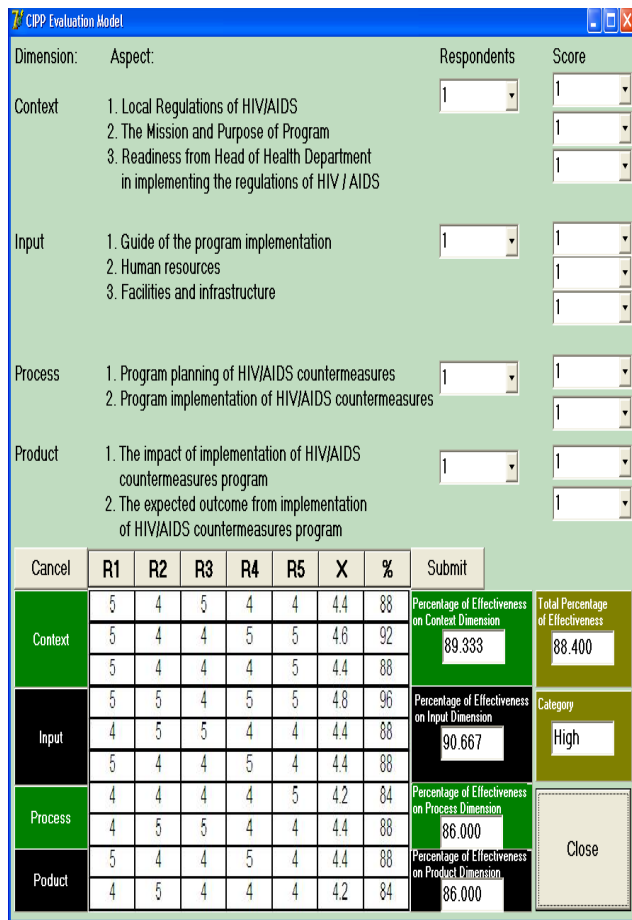 CIPP Evaluation Model
Dimension: Aspect: Respondents Score
Context 1. Local Regulations of HIV/AIDS 1 1
2. The Mission and Purpose of Program 1
3. Readiness from Head of Health Department 1
in implementing the regulations of HIV / AIDS
Input 1. Guide of the program implementation 1 1
2. Human resources 1
3. Facilities and infrastructure 1
Process 1. Program planning of HIV/AIDS countermeasures 1 1
2. Program implementation of HIV/AIDS countermeasures 1
Product 1. The impact of implementation of HIV/AIDS 1 1
countermeasures program
2. The expected outcome from implementation 1
of HIV/AIDS countermeasures program
Cancel R1 R2 R3 R4 R5 X % Submit
Context
5 4 5 4 4 4.4 88
5 4 4 5 5 4.6 92
5 4 4 4 5 4.4 88
Percentage of Effectiveness
on Context Dimension
89.333
Total Percentage
of Effectiveness
88.400
Input
5 5 4 5 5 4.8 96
4 5 5 4 4 4.4 88
5 4 4 5 4 4.4 88
Percentage of Effectiveness
on Input Dimension
90.667
Category
High
Process
4 4 4 4 5 4.2 84
4 5 5 4 4 4.4 88
Percentage of Effectiveness
on Process Dimension
86.000
Poduct
5 4 4 5 4 4.4 88
4 5 4 4 4 4.2 84
Percentage of Effectiveness
on Product Dimension
86.000
Close